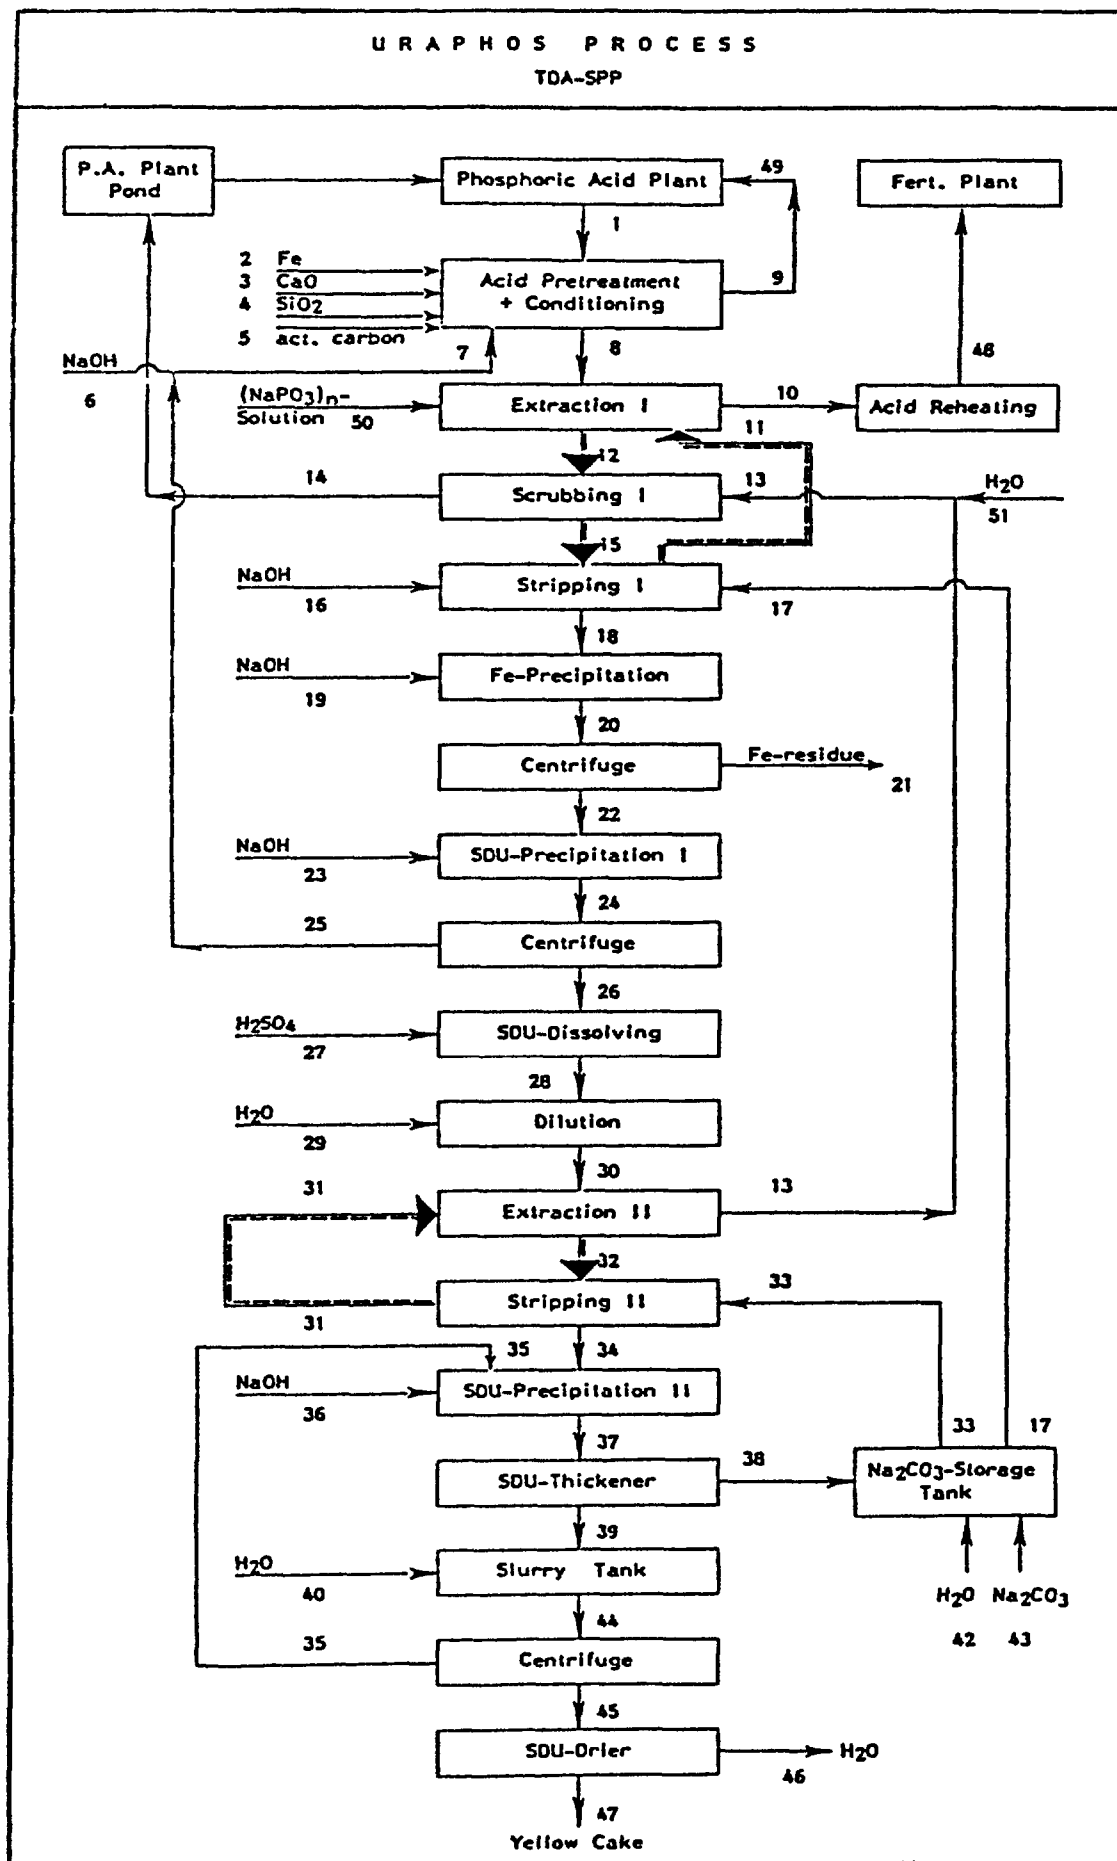 URAPHOS PROCESS
TDA-SPP
P.A. Plant
Pond
Phosphoric Acid Plant
49
Fert. Plant
1
2 Fe
3 CaO
4 SiO2
5 act. carbon
Acid Pretreatment
+ Conditioning
9
7
8
48
NaOH
6
(NaPO3)n-
Solution 50
Extraction I
10
Acid Reheating
11
12
14
Scrubbing I
13
H2O
51
15
NaOH
16
Stripping I
17
18
NaOH
19
Fe-Precipitation
20
Centrifuge
Fe-residue
21
22
NaOH
23
SDU-Precipitation I
24
25
Centrifuge
26
H2SO4
27
SDU-Dissolving
28
H2O
29
Dilution
30
31
Extraction II
13
32
33
Stripping II
31
35
34
NaOH
36
SDU-Precipitation II
33
17
37
38
SDU-Thickener
Na2CO3-Storage
Tank
39
H2O
40
Slurry Tank
H2O Na2CO3
42 43
44
35
Centrifuge
45
SDU-Drier
H2O
46
47
Yellow Cake